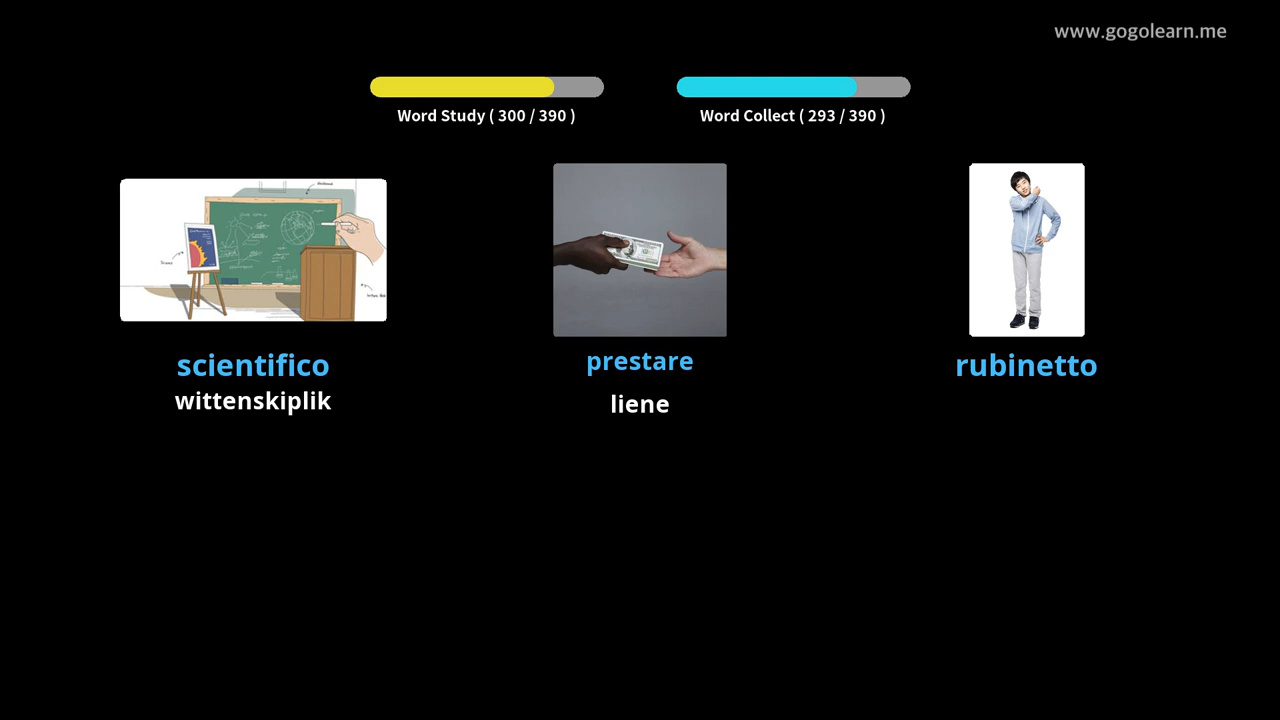 www.gogolearn.me
Word Study ( 300 / 390 )
Word Collect ( 293 / 390 )
scientifico
wittenskiplik
prestare
liene
rubinetto